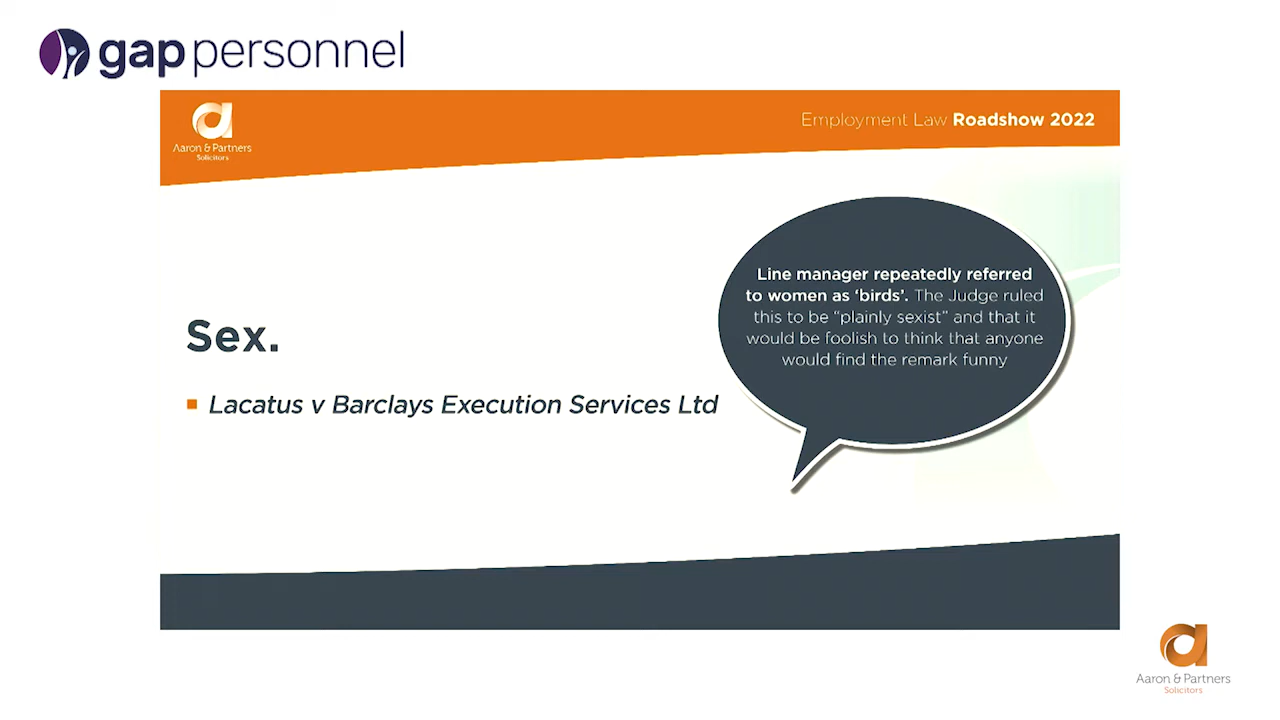 gap personnel
Aaron & Partners
Solicitors
Employment Law Roadshow 2022
Sex.
Lacatus v Barclays Execution Services Ltd
Line manager repeatedly referred
to women as ‘birds’. The Judge ruled
this to be “plainly sexist” and that it
would be foolish to think that anyone
would find the remark funny
Aaron & Partners
Solicitors